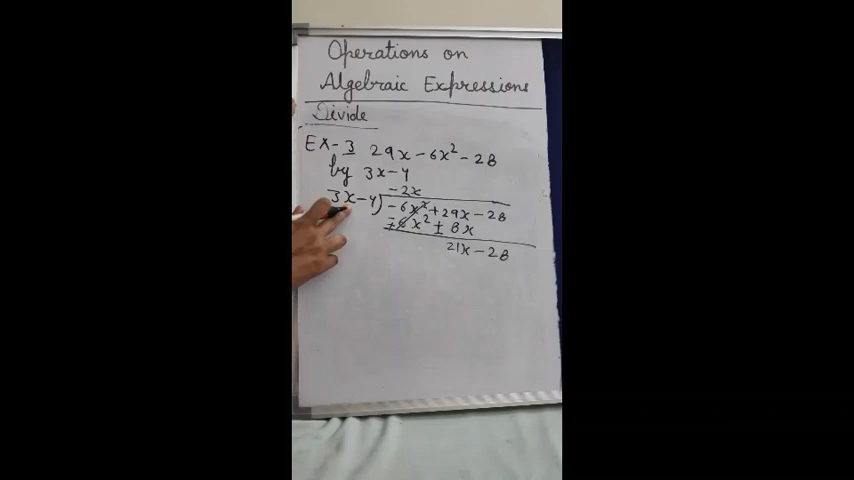 Operations on
Algebraic Expressions
Divide
EX-3 29x - 6x² - 28
by 3x-4
-2x
3x-4) -6x² + 29x - 28
∓6x² ± 8x
21x - 28